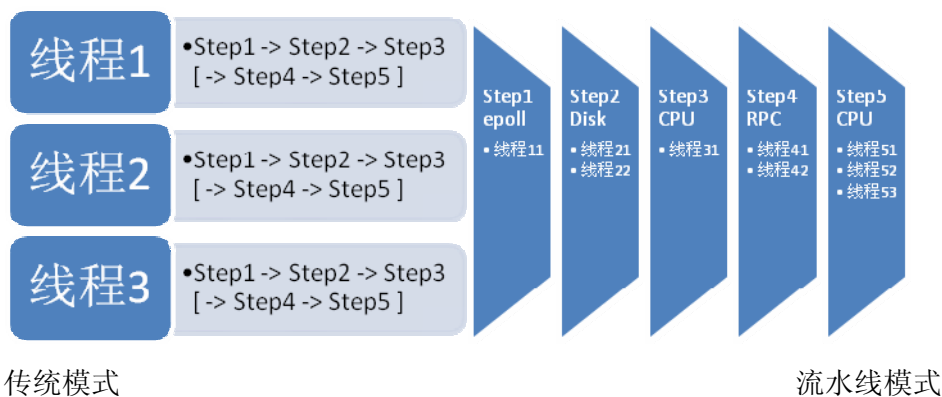 线程1
•Step1 -> Step2 -> Step3
[ -> Step4 -> Step5 ]
线程2
•Step1 -> Step2 -> Step3
[ -> Step4 -> Step5 ]
线程3
•Step1 -> Step2 -> Step3
[ -> Step4 -> Step5 ]
Step1
epoll
▪ 线程11
Step2
Disk
▪ 线程21
▪ 线程22
Step3
CPU
▪ 线程31
Step4
RPC
▪ 线程41
▪ 线程42
Step5
CPU
▪ 线程51
▪ 线程52
▪ 线程53
传统模式
流水线模式